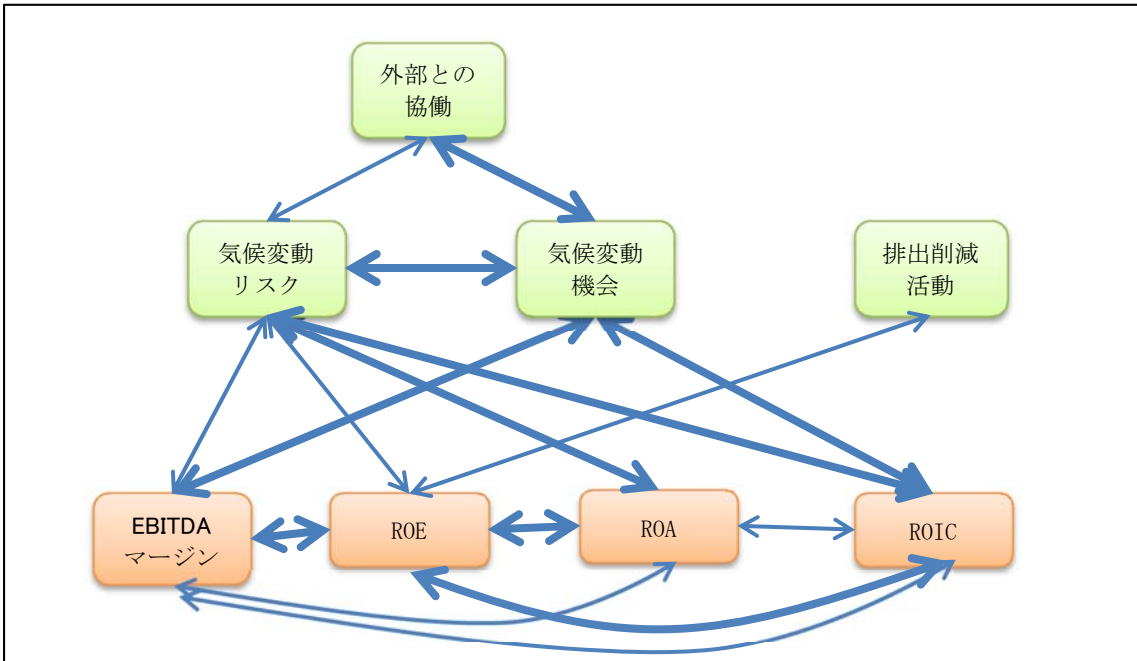 外部との
協働
気候変動
リスク
気候変動
機会
排出削減
活動
EBITDA
マージン
ROE
ROA
ROIC